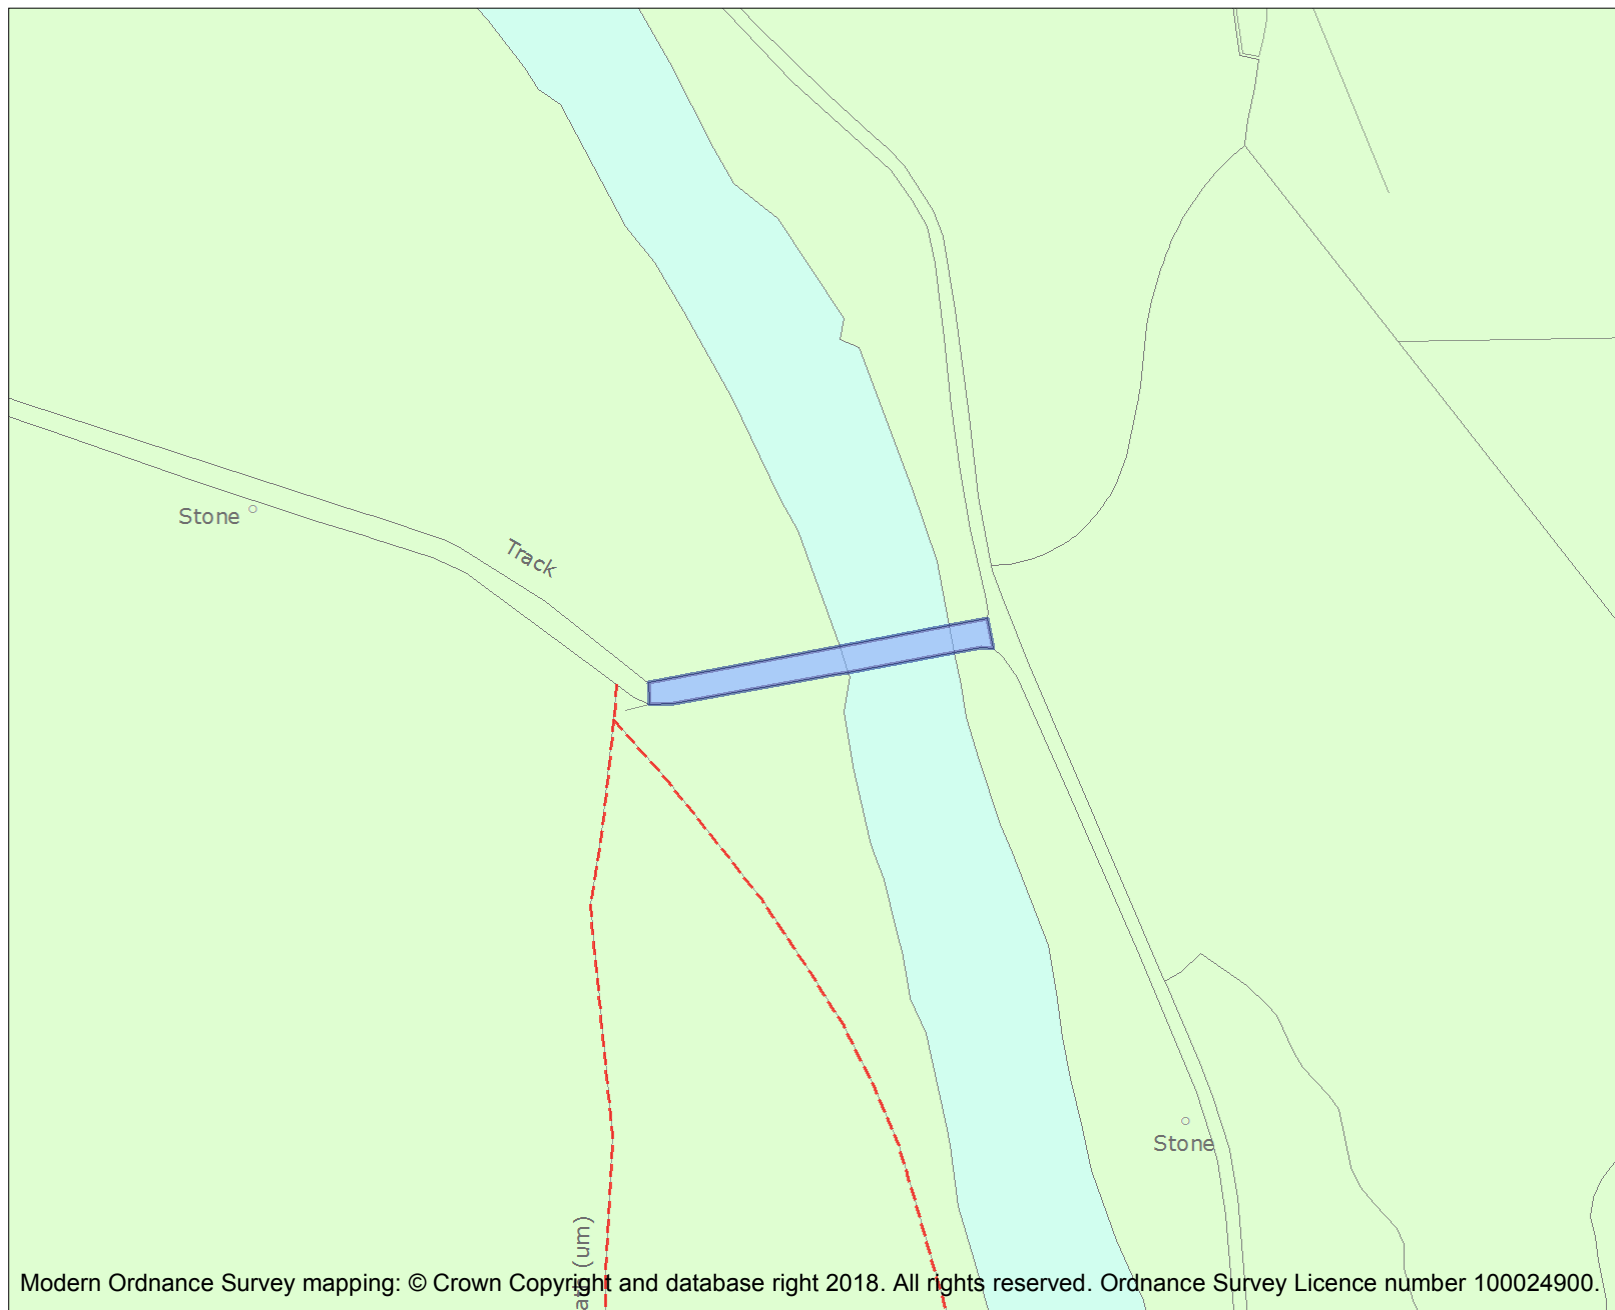 Stone
Track
Stone
(um)
Modern Ordnance Survey mapping: © Crown Copyright and database right 2018. All rights reserved. Ordnance Survey Licence number 100024900.